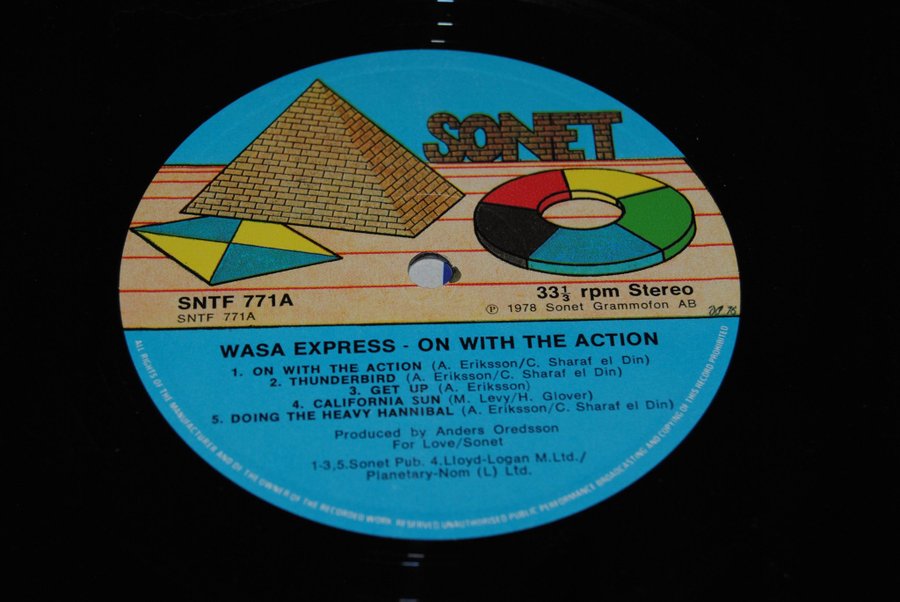 SONET
SNTF 771A
SNTF 771A
33⅓ rpm Stereo
℗ 1978 Sonet Grammofon AB
WASA EXPRESS - ON WITH THE ACTION
1. ON WITH THE ACTION (A. Eriksson/C. Sharaf el Din)
2. THUNDERBIRD (A. Eriksson/C. Sharaf el Din)
3. GET UP (A. Eriksson)
4. CALIFORNIA SUN (M. Levy/H. Glover)
5. DOING THE HEAVY HANNIBAL (A. Eriksson/C. Sharaf el Din)
Produced by Anders Oredsson
For Love/Sonet
1-3,5.Sonet Pub. 4.Lloyd-Logan M.Ltd./
Planetary-Nom (L) Ltd.
ALL RIGHTS OF THE MANUFACTURER AND OF THE OWNER OF THE RECORDED WORK RESERVED UNAUTHORISED PUBLIC PERFORMANCE BROADCASTING AND COPYING OF THIS RECORD PROHIBITED